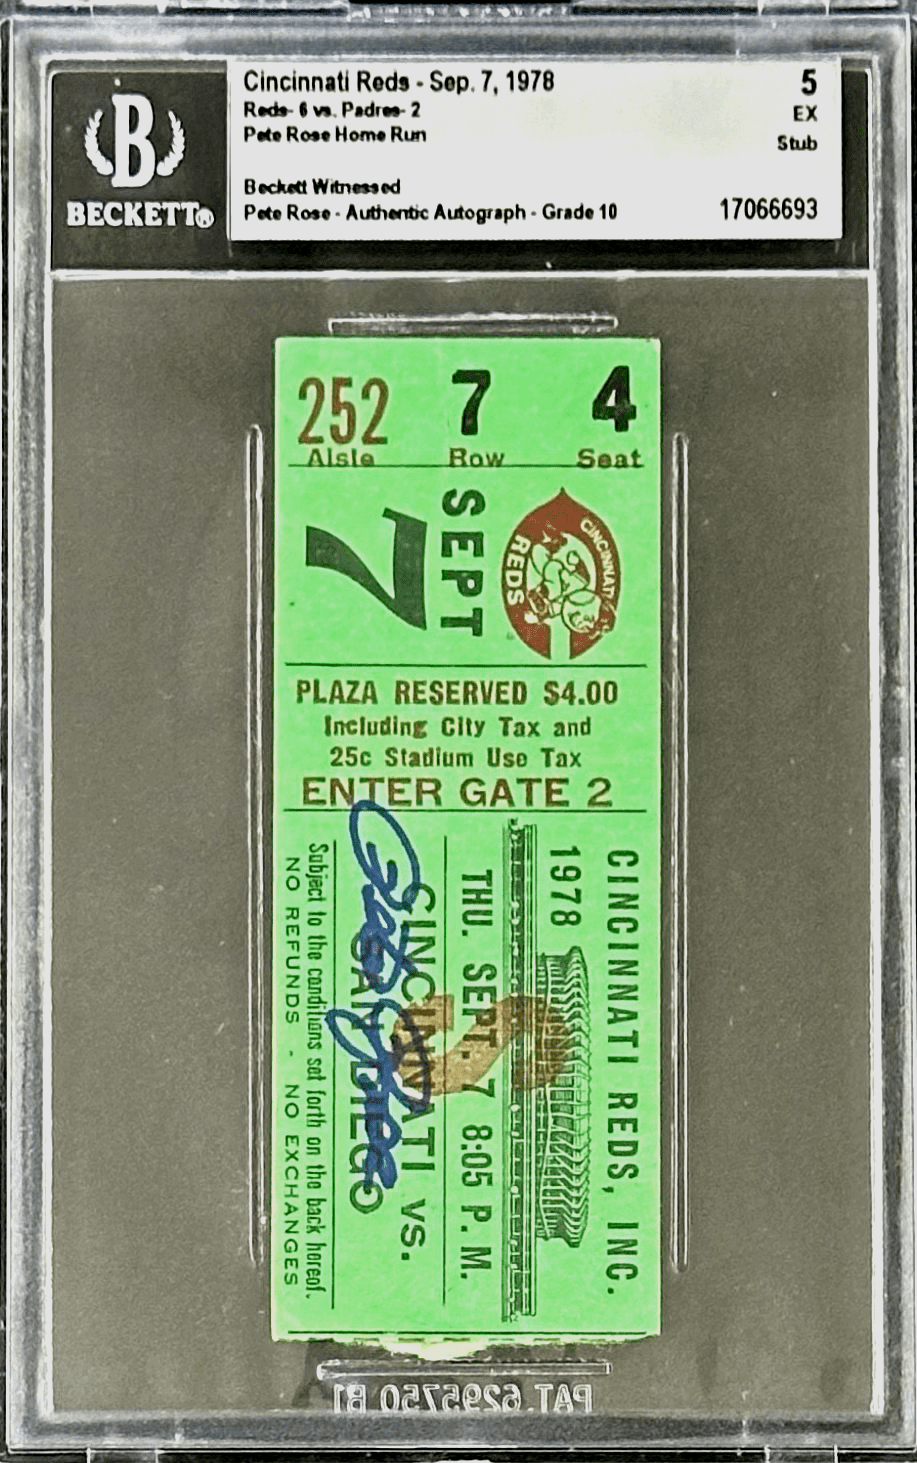 Cincinnati Reds - Sep. 7, 1978
Reds- 6 vs. Padres- 2
Pete Rose Home Run
Beckett Witnessed
Pete Rose - Authentic Autograph - Grade 10
5
EX
Stub
17066693
B
BECKETT®
252 7 4
Aisle Row Seat
SEPT
7
CINCINNATI
REDS
PLAZA RESERVED $4.00
Including City Tax and
25c Stadium Use Tax
ENTER GATE 2
CINCINNATI REDS, INC.
1978
THU. SEPT. 7 8:05 P. M.
CINCINNATI vs.
SAN DIEGO
Pete Rose
Subject to the conditions set forth on the back hereof.
NO REFUNDS - NO EXCHANGES
PAT. 6295750 B1